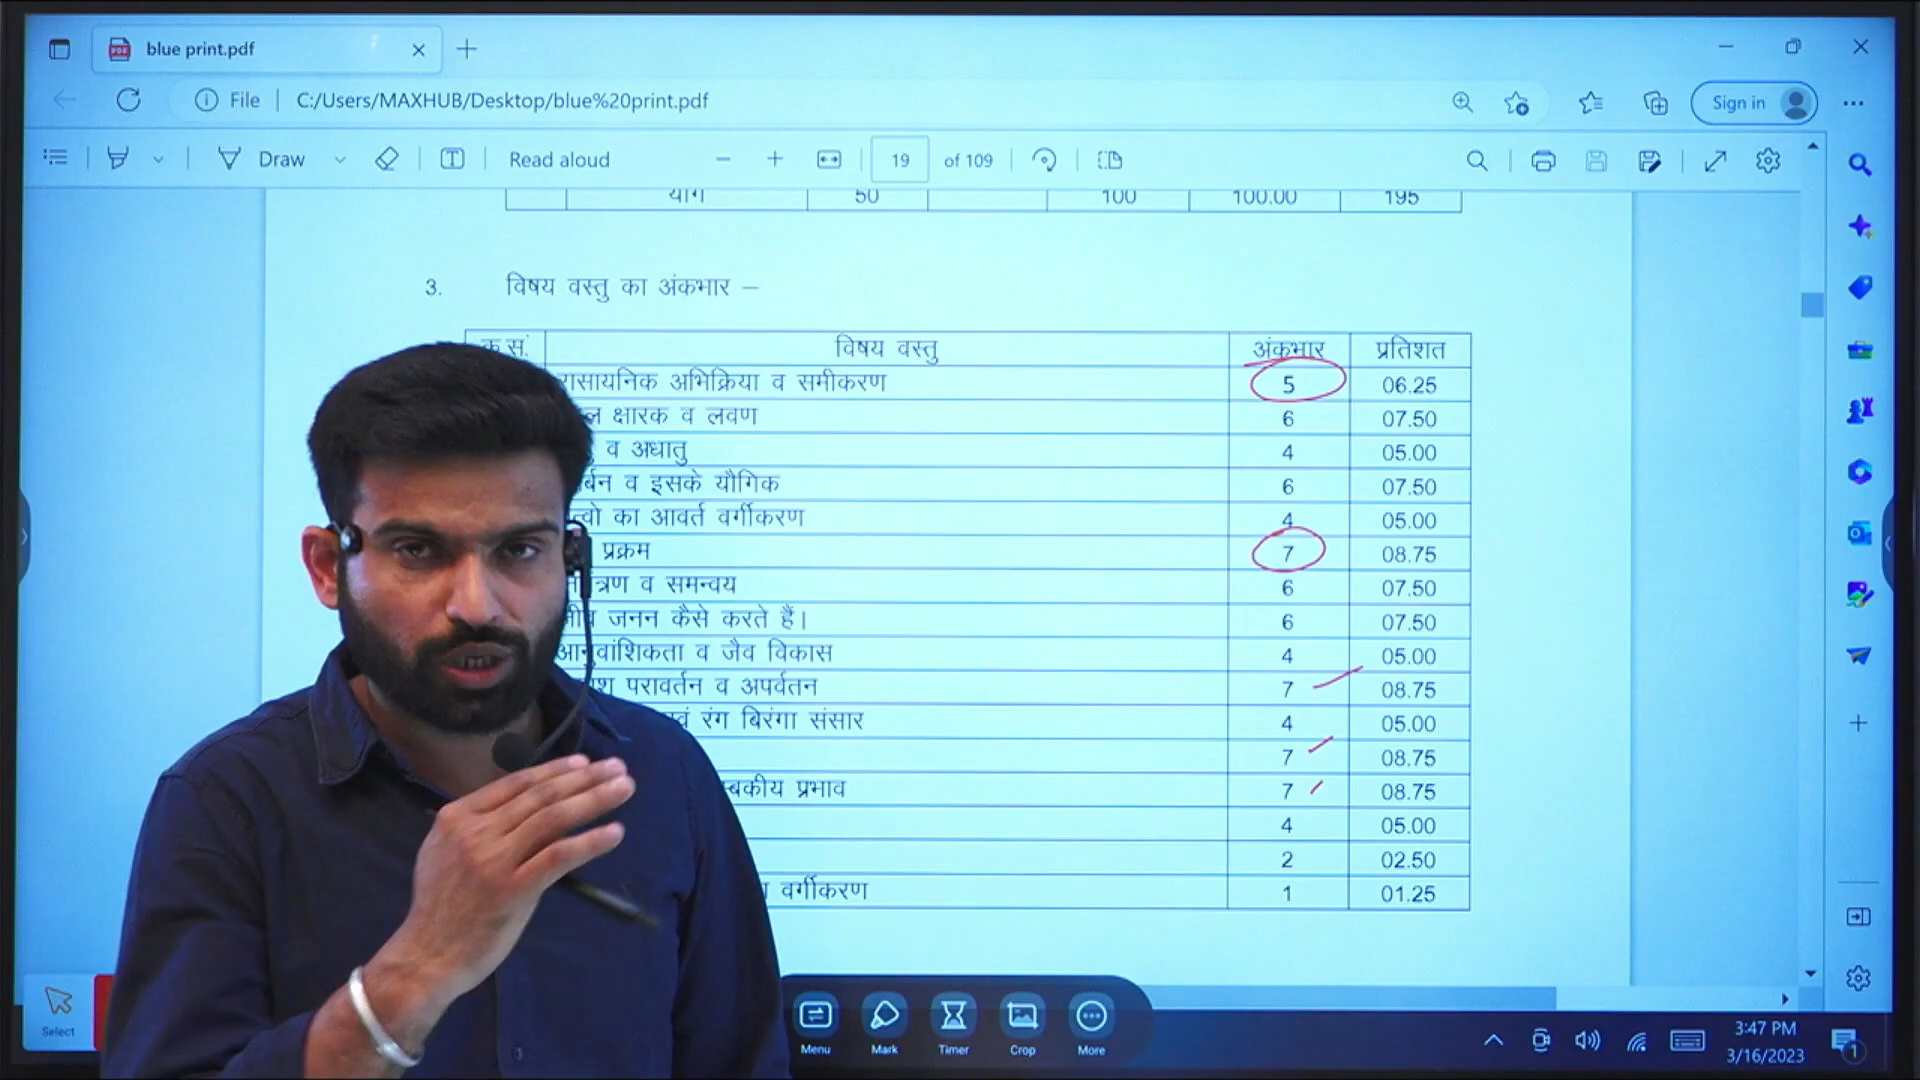 blue print.pdf
File C:/Users/MAXHUB/Desktop/blue%20print.pdf Sign in
Draw Read aloud 19 of 109
योग 50 100 100.00 195
3. विषय वस्तु का अंकभार –
क्र.सं. विषय वस्तु अंकभार प्रतिशत
रासायनिक अभिक्रिया व समीकरण 5 06.25
क्षारक व लवण 6 07.50
व अधातु 4 05.00
व इसके यौगिक 6 07.50
का आवर्त वर्गीकरण 4 05.00
प्रक्रम 7 08.75
व समन्वय 6 07.50
जीव जनन कैसे करते हैं। 6 07.50
आनुवांशिकता व जैव विकास 4 05.00
परावर्तन व अपर्वतन 7 08.75
रंग बिरंगा संसार 4 05.00
7 08.75
प्रभाव 7 08.75
4 05.00
2 02.50
वर्गीकरण 1 01.25
Select
Menu Mark Timer Crop More
3:47 PM
3/16/2023
1